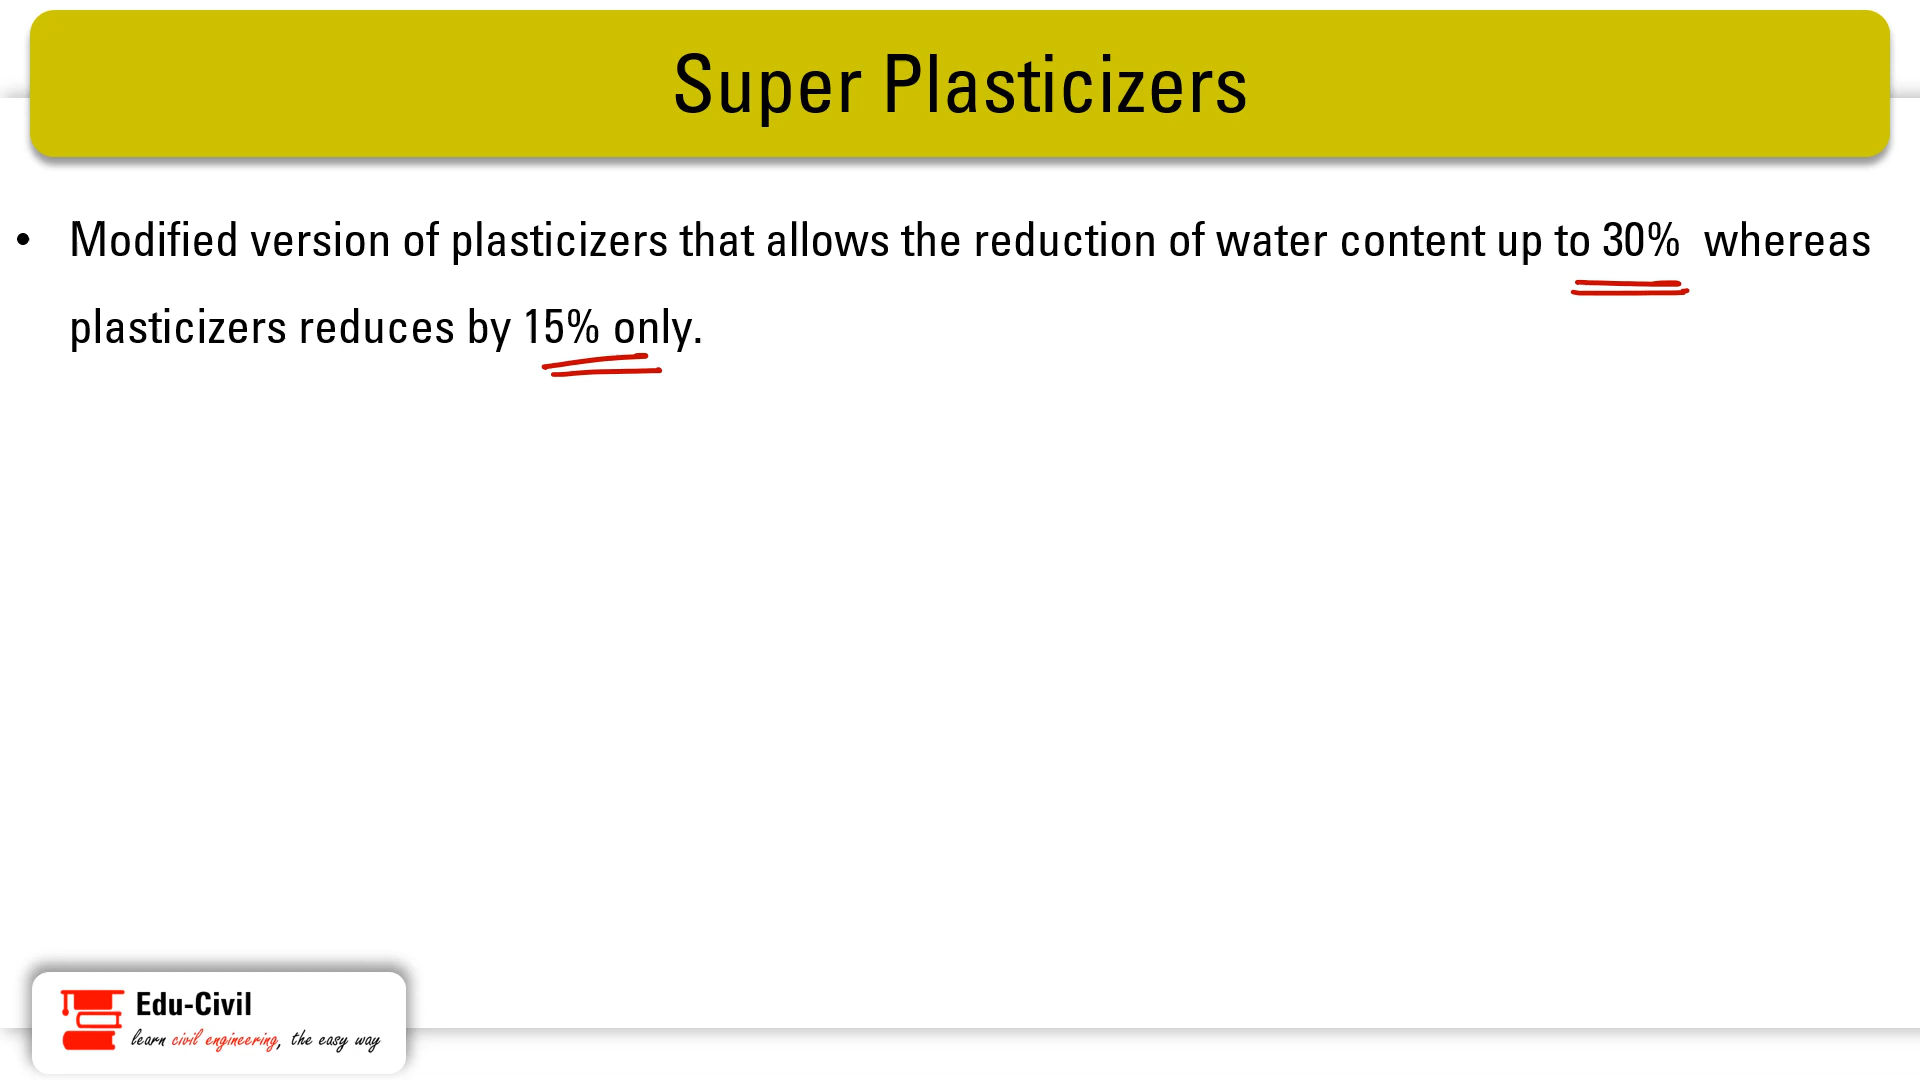 Super Plasticizers
• Modified version of plasticizers that allows the reduction of water content up to 30% whereas
plasticizers reduces by 15% only.
Edu-Civil
learn civil engineering, the easy way